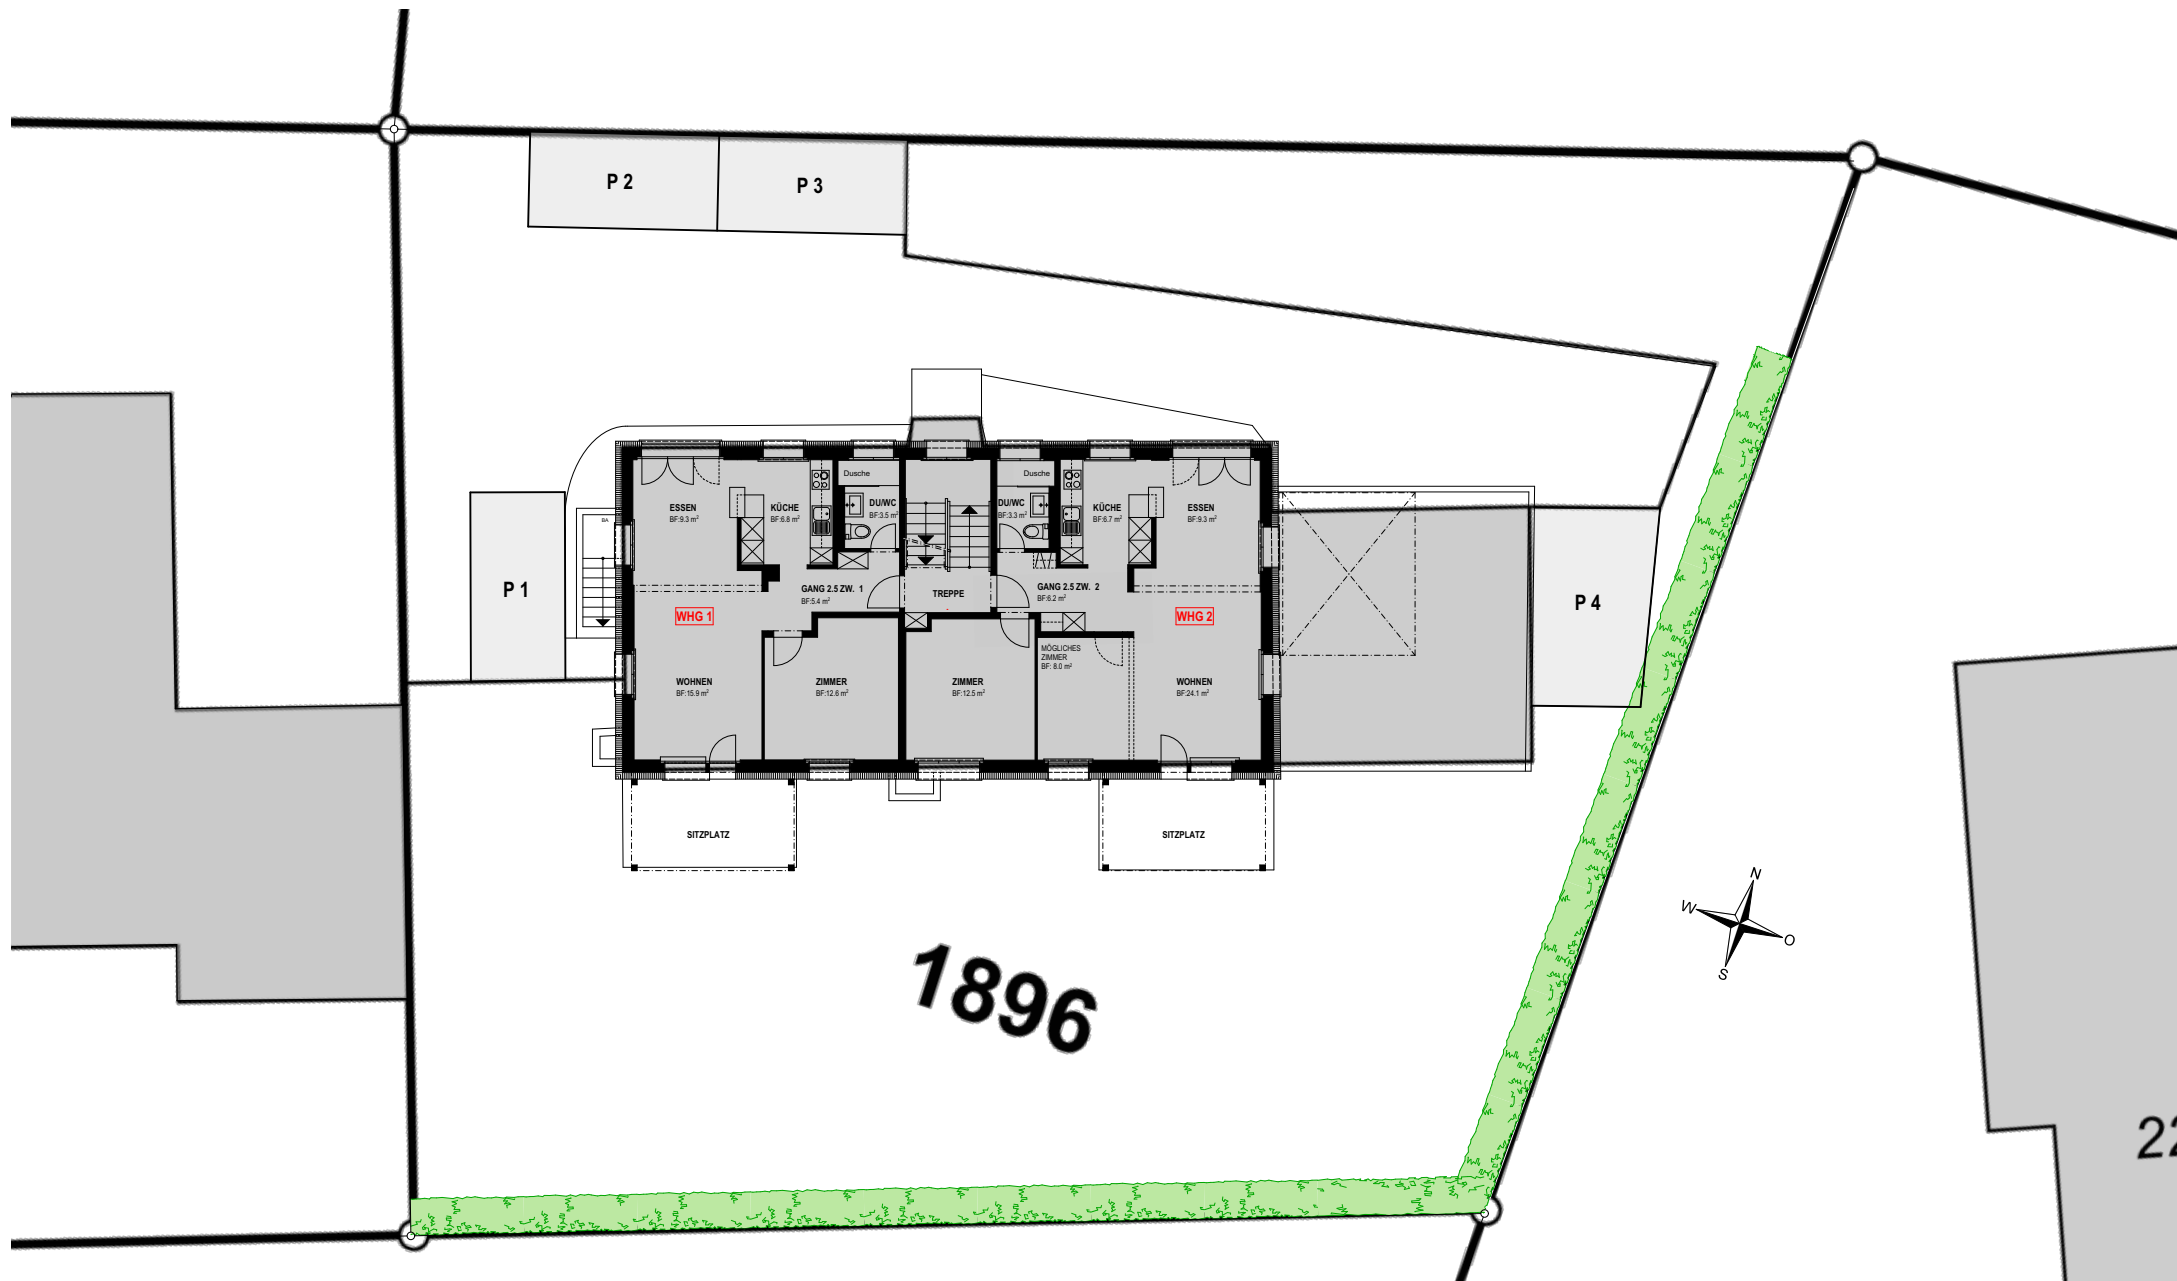 P 2
P 3
Dusche
Dusche
ESSEN
BF:9.3 m²
KÜCHE
BF:6.8 m²
DU/WC
BF:3.5 m²
DU/WC
BF:3.3 m²
KÜCHE
BF:6.7 m²
ESSEN
BF:9.3 m²
BA
P 1
GANG 2.5 ZW. 1
BF:5.4 m²
TREPPE
GANG 2.5 ZW. 2
BF:6.2 m²
P 4
WHG 1
WHG 2
MÖGLICHES
ZIMMER
BF: 8.0 m²
WOHNEN
BF:15.9 m²
ZIMMER
BF:12.6 m²
ZIMMER
BF:12.5 m²
WOHNEN
BF:24.1 m²
SITZPLATZ
SITZPLATZ
N
W
O
S
1896
22